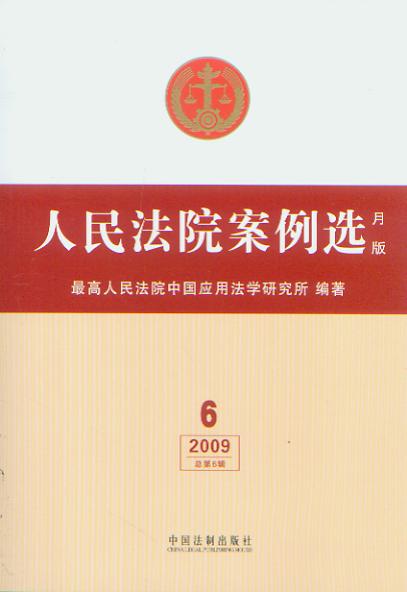 人民法院案例选 月版
最高人民法院中国应用法学研究所 编著
6
2009
总第6辑
中国法制出版社
CHINA LEGAL PUBLISHING HOUSE